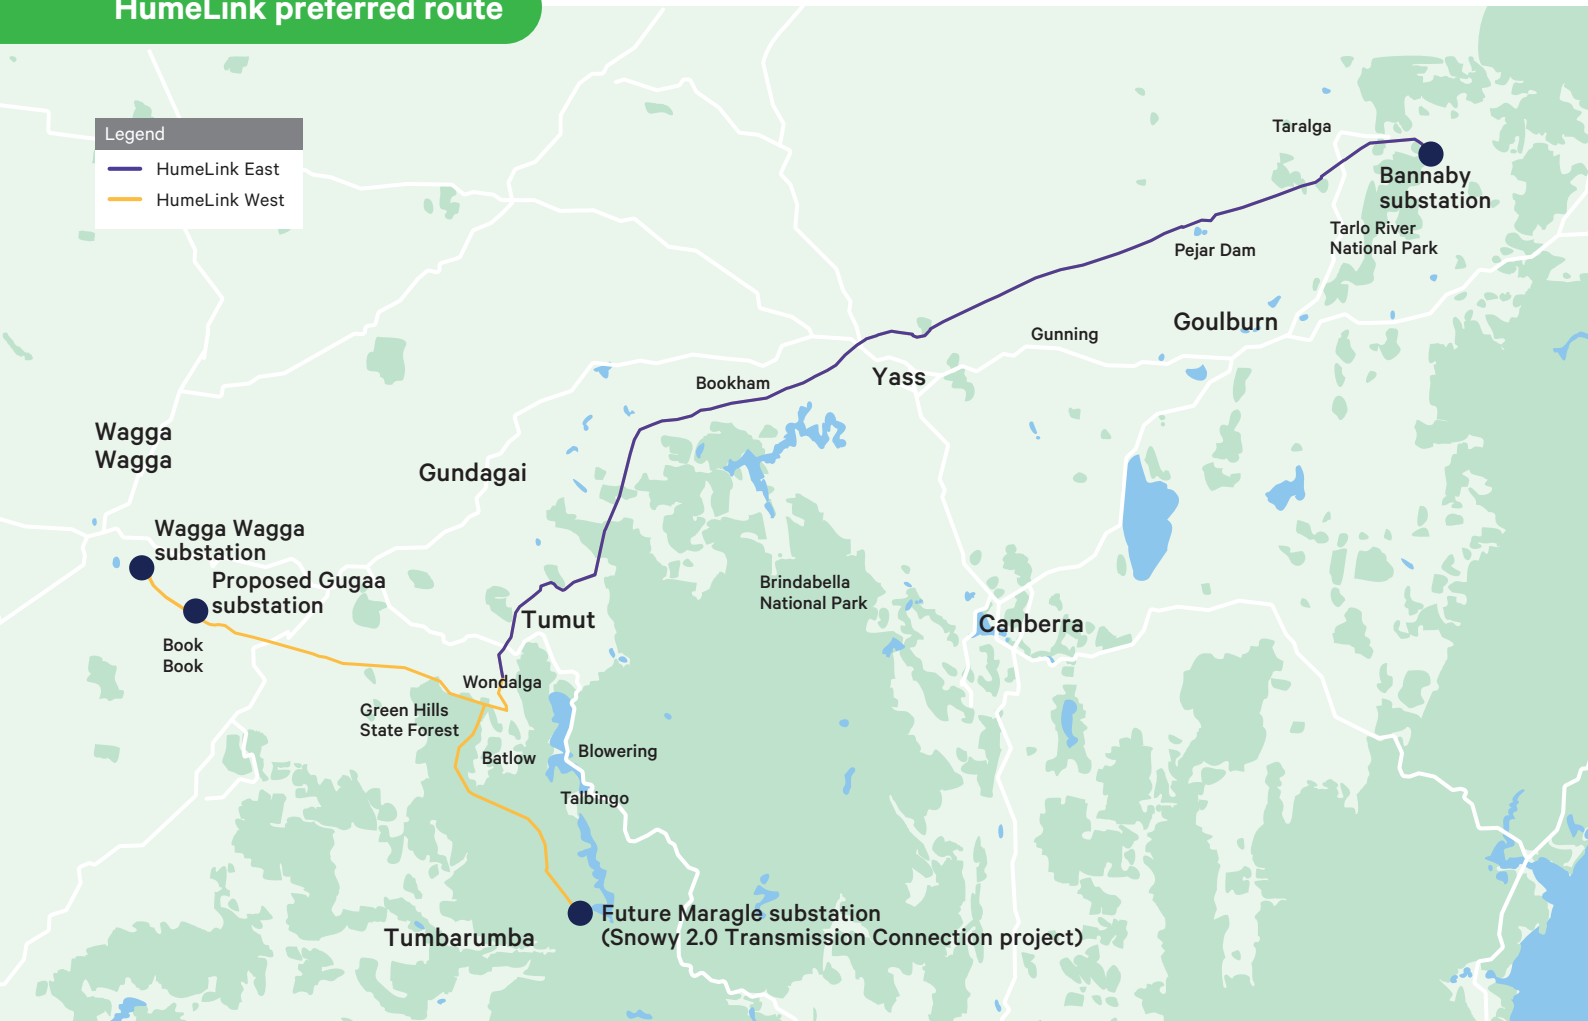 HumeLink preferred route
Legend
HumeLink East
HumeLink West
Taralga
Bannaby
substation
Tarlo River
National Park
Pejar Dam
Goulburn
Gunning
Yass
Bookham
Wagga
Wagga
Gundagai
Wagga Wagga
substation
Proposed Gugaa
substation
Brindabella
National Park
Tumut
Canberra
Book
Book
Wondalga
Green Hills
State Forest
Batlow
Blowering
Talbingo
Future Maragle substation
(Snowy 2.0 Transmission Connection project)
Tumbarumba